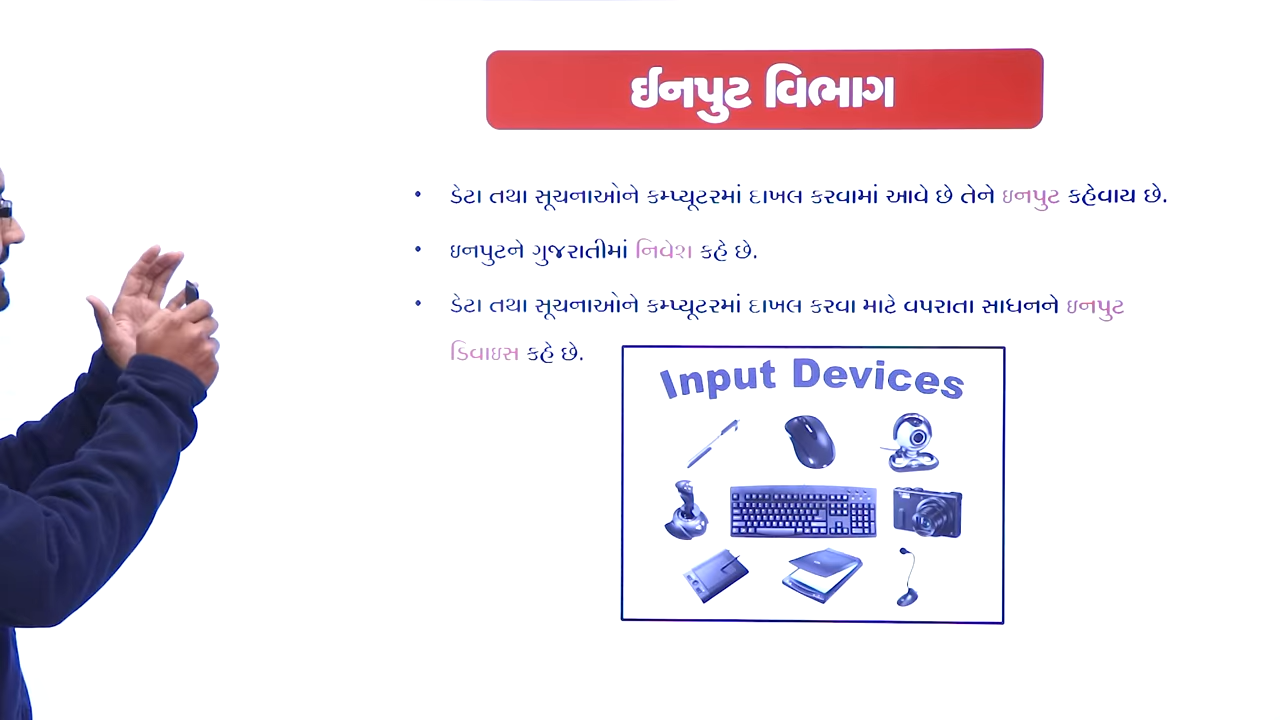 ઈનપુટ વિભાગ
• ડેટા તથા સૂચનાઓને કમ્પ્યૂટરમાં દાખલ કરવામાં આવે છે તેને ઇનપુટ કહેવાય છે.
• ઇનપુટને ગુજરાતીમાં નિવેશ કહે છે.
• ડેટા તથા સૂચનાઓને કમ્પ્યૂટરમાં દાખલ કરવા માટે વપરાતા સાધનને ઇનપુટ
ડિવાઇસ કહે છે.
Input Devices